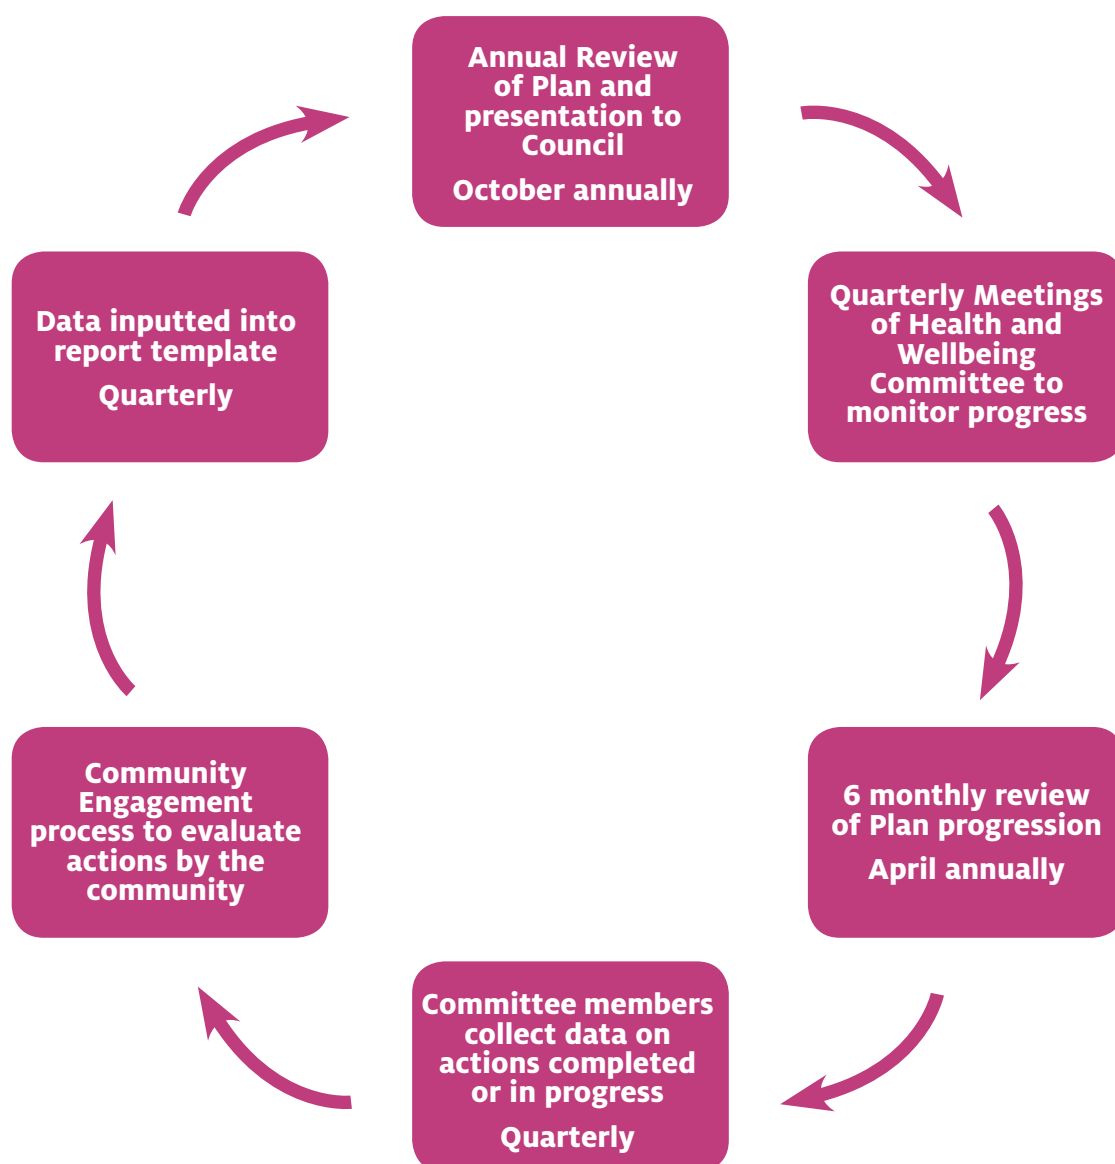 Annual Review
of Plan and
presentation to
Council
October annually
Quarterly Meetings
of Health and
Wellbeing
Committee to
monitor progress
6 monthly review
of Plan progression
April annually
Committee members
collect data on
actions completed
or in progress
Quarterly
Community
Engagement
process to evaluate
actions by the
community
Data inputted into
report template
Quarterly